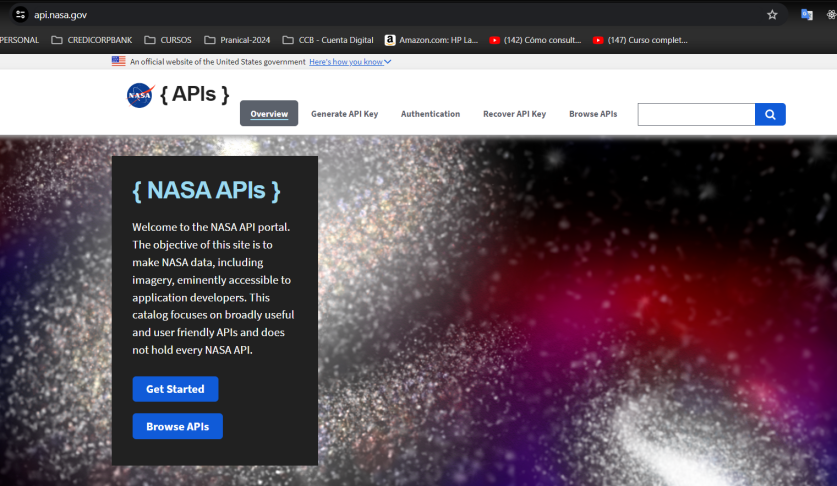 api.nasa.gov
PERSONAL CREDICORPBANK CURSOS Pranical-2024 CCB - Cuenta Digital Amazon.com: HP La... (142) Cómo consult... (147) Curso complet...
An official website of the United States government Here's how you know
NASA { APIs }
Overview Generate API Key Authentication Recover API Key Browse APIs
{ NASA APIs }
Welcome to the NASA API portal.
The objective of this site is to
make NASA data, including
imagery, eminently accessible to
application developers. This
catalog focuses on broadly useful
and user friendly APIs and does
not hold every NASA API.
Get Started
Browse APIs